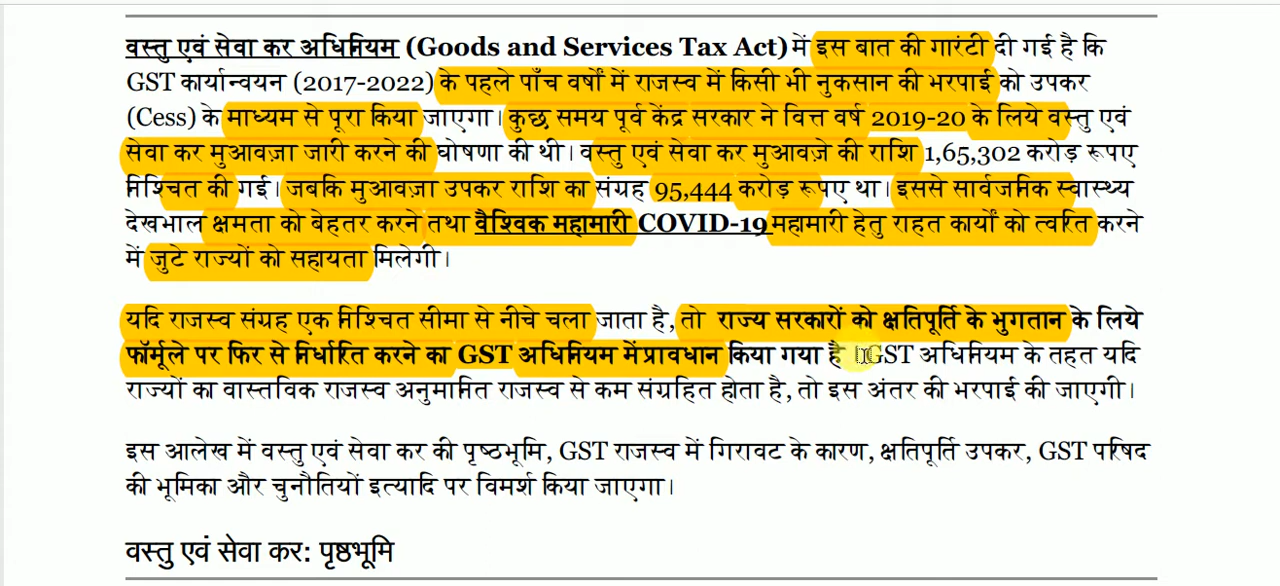 वस्तु एवं सेवा कर अधिनियम (Goods and Services Tax Act) में इस बात की गारंटी दी गई है कि
GST कार्यान्वयन (2017-2022) के पहले पाँच वर्षों में राजस्व में किसी भी नुकसान की भरपाई को उपकर
(Cess) के माध्यम से पूरा किया जाएगा। कुछ समय पूर्व केंद्र सरकार ने वित्त वर्ष 2019-20 के लिये वस्तु एवं
सेवा कर मुआवज़ा जारी करने की घोषणा की थी। वस्तु एवं सेवा कर मुआवज़े की राशि 1,65,302 करोड़ रूपए
निश्चित की गई। जबकि मुआवज़ा उपकर राशि का संग्रह 95,444 करोड़ रूपए था। इससे सार्वजनिक स्वास्थ्य
देखभाल क्षमता को बेहतर करने तथा वैश्विक महामारी COVID-19 महामारी हेतु राहत कार्यों को त्वरित करने
में जुटे राज्यों को सहायता मिलेगी।
यदि राजस्व संग्रह एक निश्चित सीमा से नीचे चला जाता है, तो राज्य सरकारों को क्षतिपूर्ति के भुगतान के लिये
फॉर्मूले पर फिर से निर्धारित करने का GST अधिनियम में प्रावधान किया गया है GST अधिनियम के तहत यदि
राज्यों का वास्तविक राजस्व अनुमानित राजस्व से कम संग्रहित होता है, तो इस अंतर की भरपाई की जाएगी।
इस आलेख में वस्तु एवं सेवा कर की पृष्ठभूमि, GST राजस्व में गिरावट के कारण, क्षतिपूर्ति उपकर, GST परिषद
की भूमिका और चुनौतियों इत्यादि पर विमर्श किया जाएगा।
वस्तु एवं सेवा कर: पृष्ठभूमि